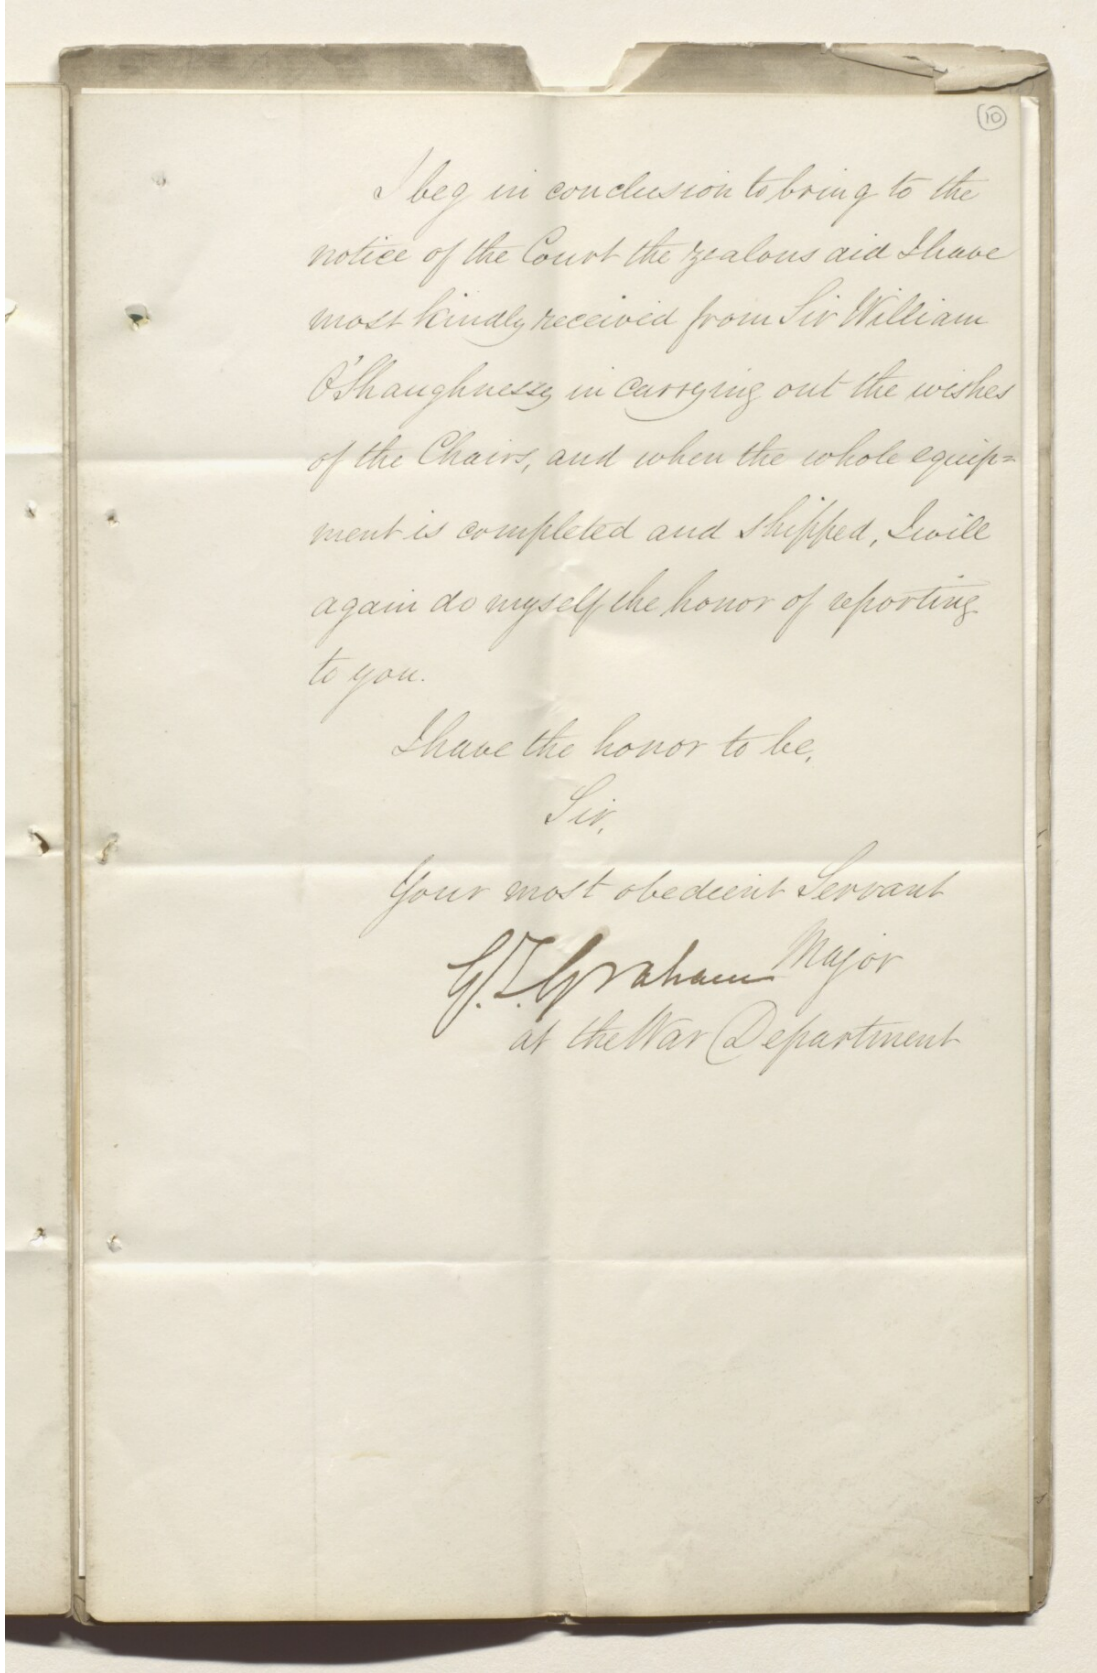 10
I beg in conclusion to bring to the
notice of the Court the zealous aid I have
most kindly received from Sir William
O'Shaughnessy in carrying out the wishes
of the Chairs, and when the whole equip=
ment is completed and shipped, I will
again do myself the honor of reporting
to you.
I have the honor to be,
Sir,
Your most obedient Servant
G. T. Graham Major
at the War Department